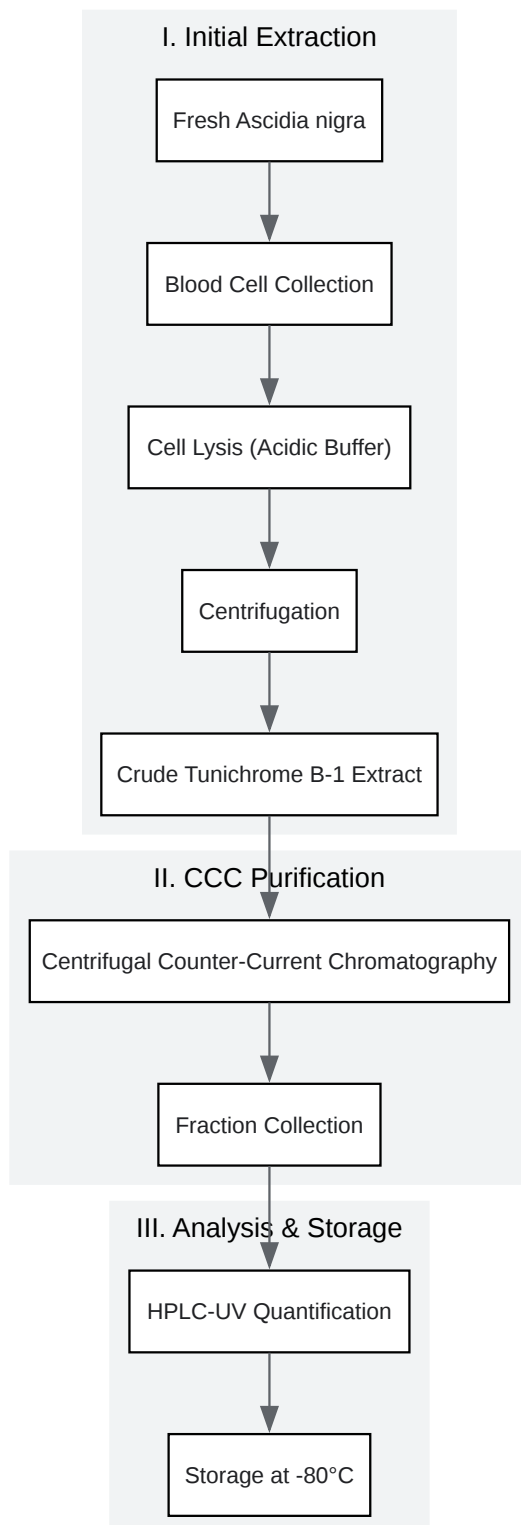 I. Initial Extraction
Fresh Ascidia nigra
Blood Cell Collection
Cell Lysis (Acidic Buffer)
Centrifugation
Crude Tunichrome B-1 Extract
II. CCC Purification
Centrifugal Counter-Current Chromatography
Fraction Collection
III. Analysis & Storage
HPLC-UV Quantification
Storage at -80°C